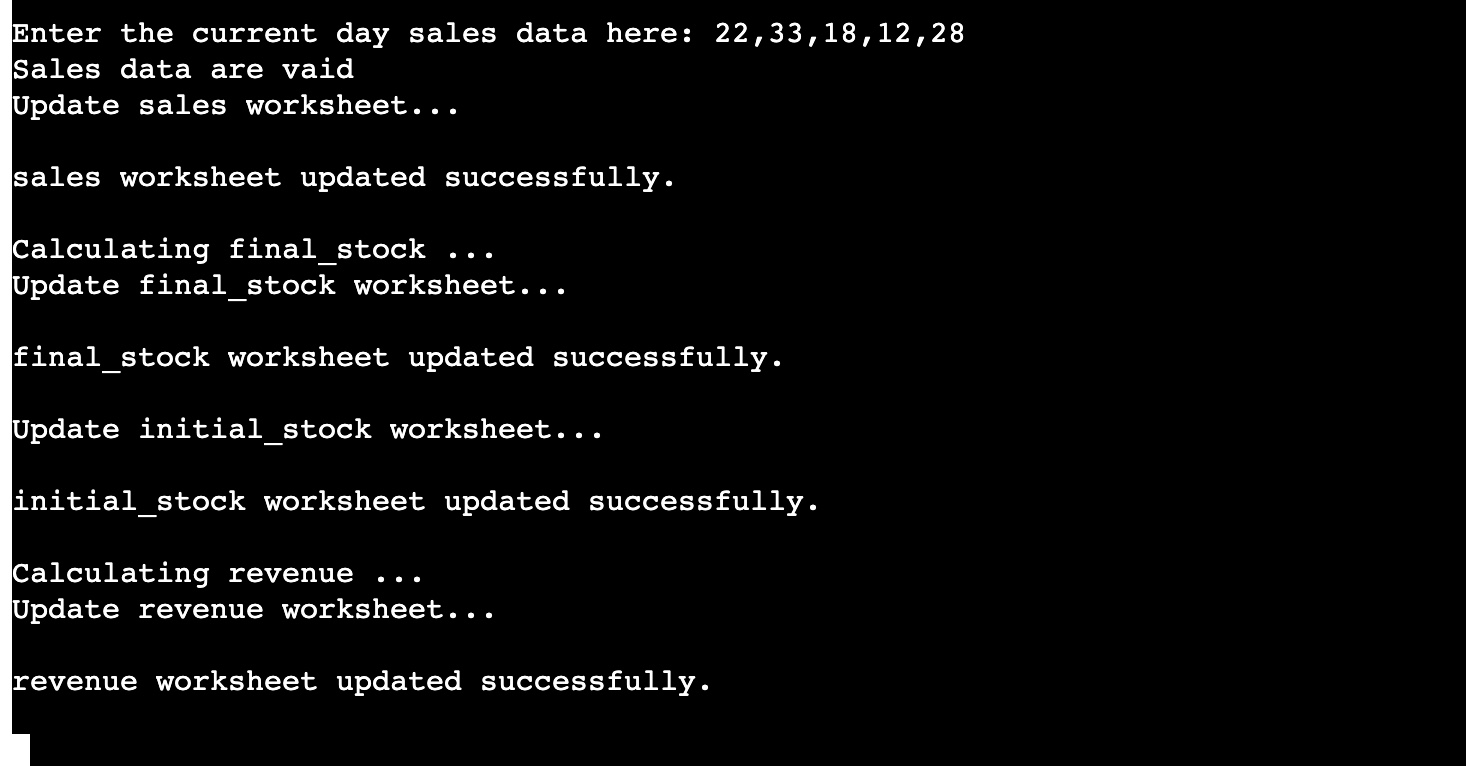 Enter the current day sales data here: 22,33,18,12,28
Sales data are vaid
Update sales worksheet...
sales worksheet updated successfully.
Calculating final_stock ...
Update final_stock worksheet...
final_stock worksheet updated successfully.
Update initial_stock worksheet...
initial_stock worksheet updated successfully.
Calculating revenue ...
Update revenue worksheet...
revenue worksheet updated successfully.